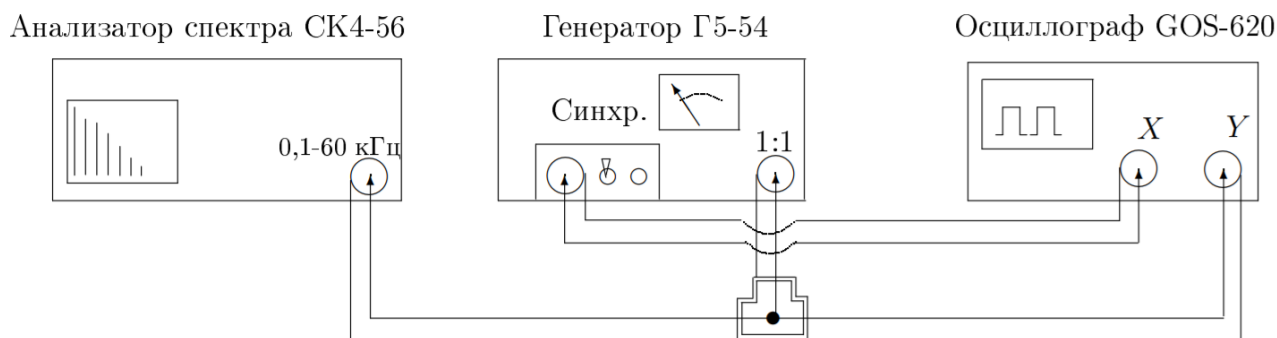 Анализатор спектра СК4-56
Генератор Г5-54
Осциллограф GOS-620
Синхр.
0,1-60 кГц
1:1
X
Y